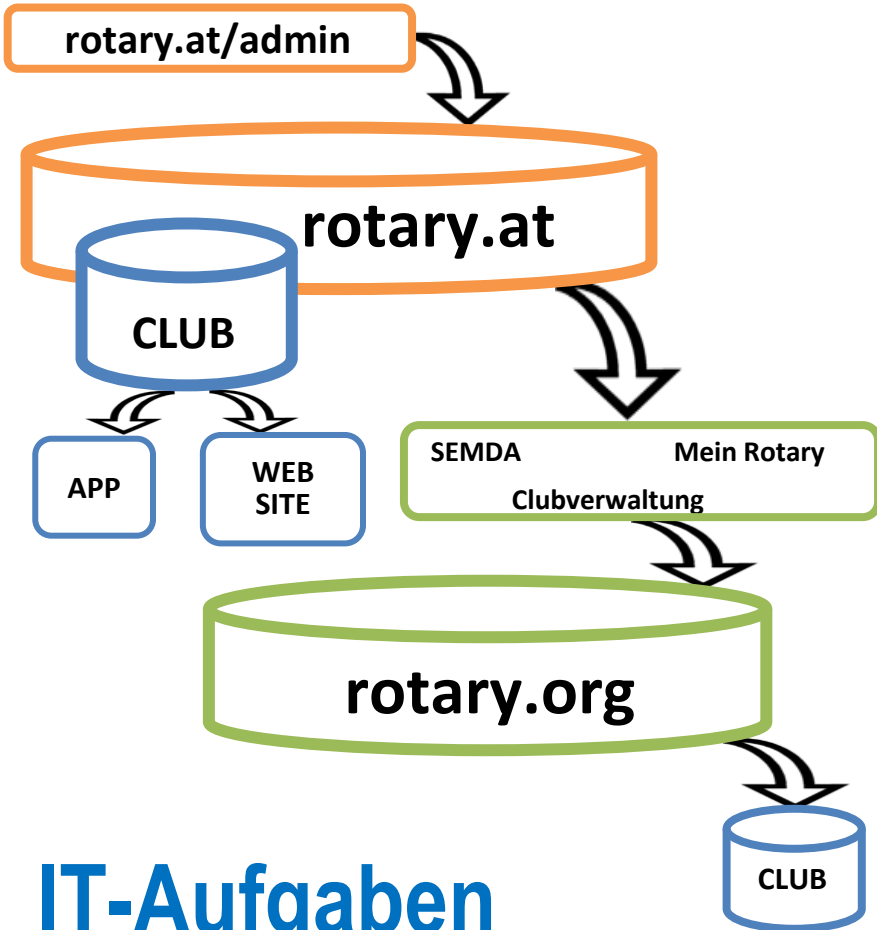 rotary.at/admin
rotary.at
CLUB
APP
WEB
SITE
SEMDA Mein Rotary
Clubverwaltung
rotary.org
CLUB
IT-Aufgaben